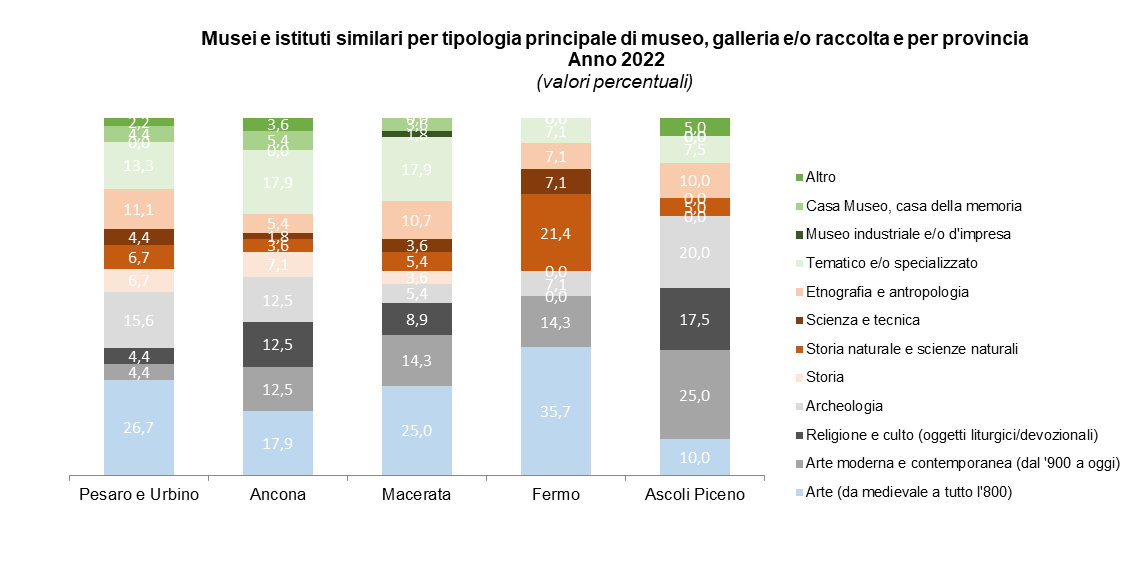 Musei e istituti similari per tipologia principale di museo, galleria e/o raccolta e per provincia
Anno 2022
(valori percentuali)
2,2
4,4
0,0
13,3
11,1
4,4
6,7
6,7
15,6
4,4
4,4
26,7
3,6
5,4
0,0
17,9
5,4
1,8
3,6
7,1
12,5
12,5
12,5
17,9
3,6
1,8
17,9
10,7
3,6
5,4
3,6
5,4
8,9
14,3
25,0
0,0
7,1
7,1
7,1
21,4
0,0
7,1
0,0
14,3
35,7
5,0
0,0
7,5
10,0
0,0
5,0
0,0
20,0
17,5
25,0
10,0
Pesaro e Urbino
Ancona
Macerata
Fermo
Ascoli Piceno
Altro
Casa Museo, casa della memoria
Museo industriale e/o d'impresa
Tematico e/o specializzato
Etnografia e antropologia
Scienza e tecnica
Storia naturale e scienze naturali
Storia
Archeologia
Religione e culto (oggetti liturgici/devozionali)
Arte moderna e contemporanea (dal '900 a oggi)
Arte (da medievale a tutto l'800)